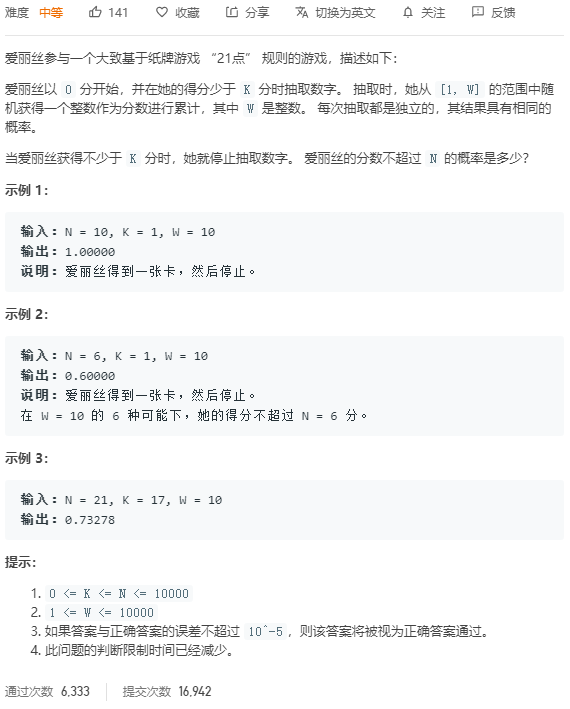 难度 中等 141 收藏 分享 切换为英文 关注 反馈
爱丽丝参与一个大致基于纸牌游戏 “21点” 规则的游戏，描述如下：
爱丽丝以 0 分开始，并在她的得分少于 K 分时抽取数字。 抽取时，她从 [1, W] 的范围中随
机获得一个整数作为分数进行累计，其中 W 是整数。 每次抽取都是独立的，其结果具有相同的
概率。
当爱丽丝获得不少于 K 分时，她就停止抽取数字。 爱丽丝的分数不超过 N 的概率是多少？
示例 1：
输入：N = 10, K = 1, W = 10
输出：1.00000
说明：爱丽丝得到一张卡，然后停止。
示例 2：
输入：N = 6, K = 1, W = 10
输出：0.60000
说明：爱丽丝得到一张卡，然后停止。
在 W = 10 的 6 种可能下，她的得分不超过 N = 6 分。
示例 3：
输入：N = 21, K = 17, W = 10
输出：0.73278
提示：
1. 0 <= K <= N <= 10000
2. 1 <= W <= 10000
3. 如果答案与正确答案的误差不超过 10^-5，则该答案将被视为正确答案通过。
4. 此问题的判断限制时间已经减少。
通过次数 6,333 提交次数 16,942